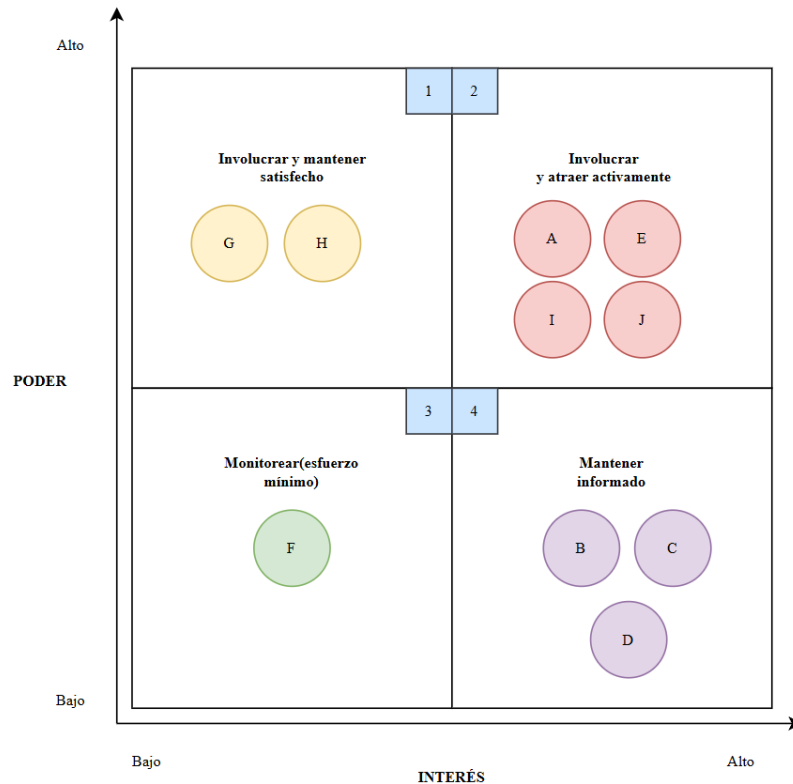 Alto
1
2
Involucrar y mantener
satisfecho
Involucrar
y atraer activamente
G
H
A
E
I
J
PODER
3
4
Monitorear(esfuerzo
mínimo)
Mantener
informado
F
B
C
D
Bajo
Bajo
INTERÉS
Alto